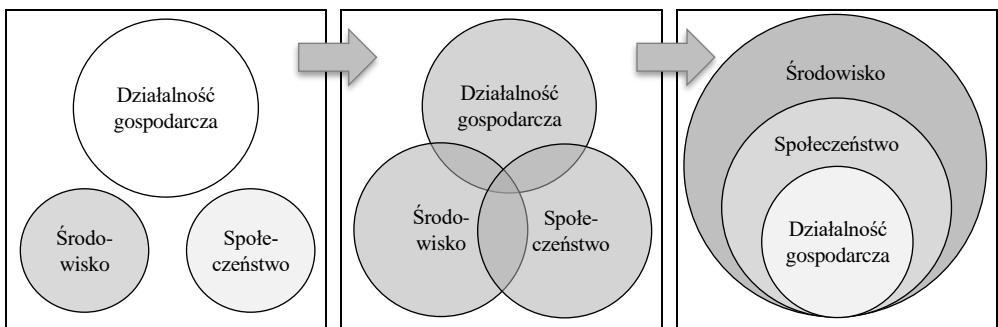 Działalność
gospodarcza
Środo-
wisko
Społe-
czeństwo
Działalność
gospodarcza
Środo-
wisko
Społe-
czeństwo
Środowisko
Społeczeństwo
Działalność
gospodarcza